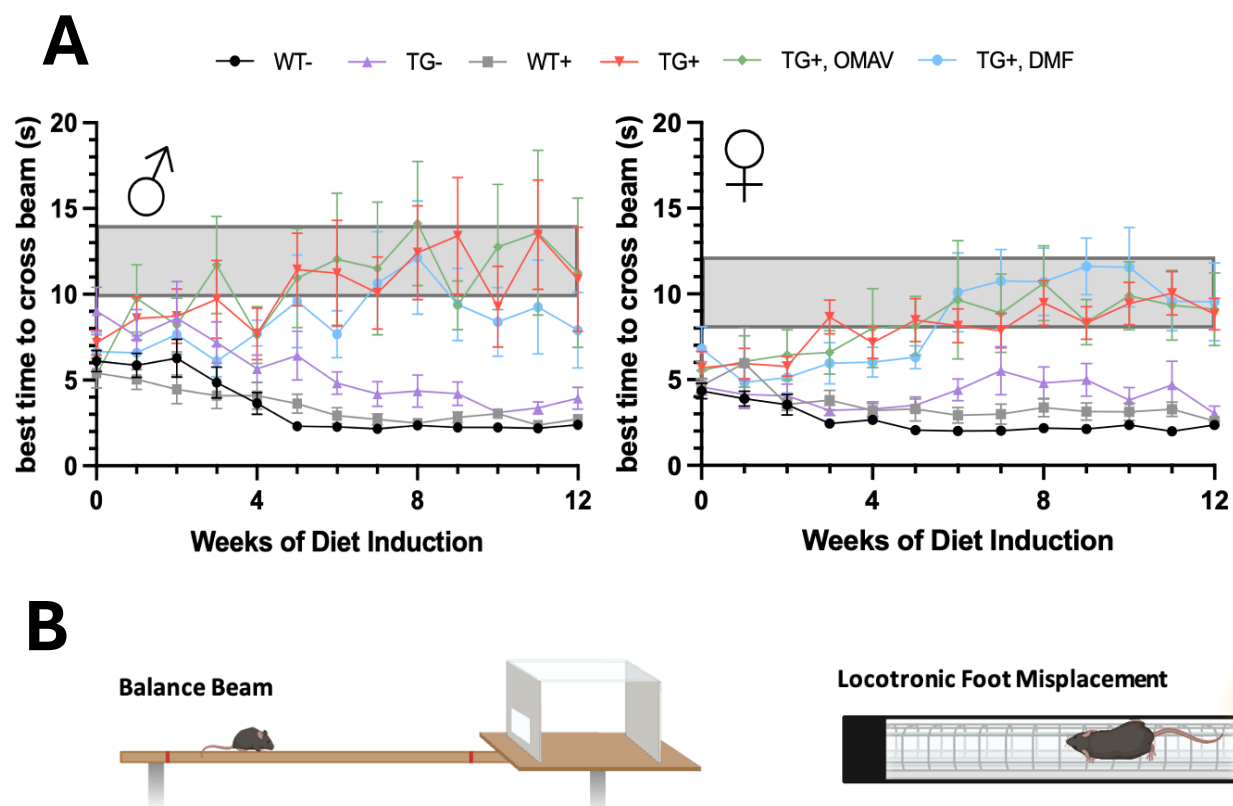 A
WT- TG- WT+ TG+ TG+, OMAV TG+, DMF
best time to cross beam (s)
20
15
10
5
0
0 4 8 12
Weeks of Diet Induction
best time to cross beam (s)
20
15
10
5
0
0 4 8 12
Weeks of Diet Induction
B
Balance Beam
Locotronic Foot Misplacement